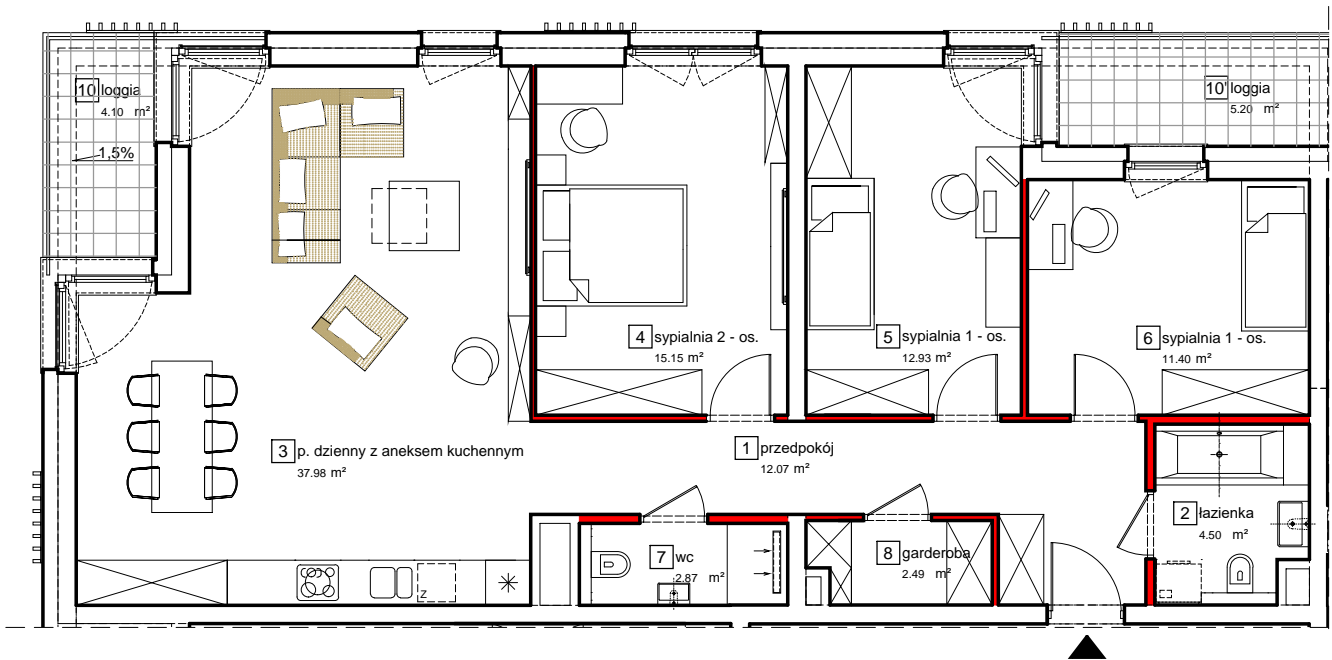 10 loggia
4.10 m²
1,5%
10' loggia
5.20 m²
4 sypialnia 2 - os.
15.15 m²
5 sypialnia 1 - os.
12.93 m²
6 sypialnia 1 - os.
11.40 m²
3 p. dzienny z aneksem kuchennym
37.98 m²
1 przedpokój
12.07 m²
2 łazienka
4.50 m²
7 wc
2.87 m²
8 garderoba
2.49 m²
Z